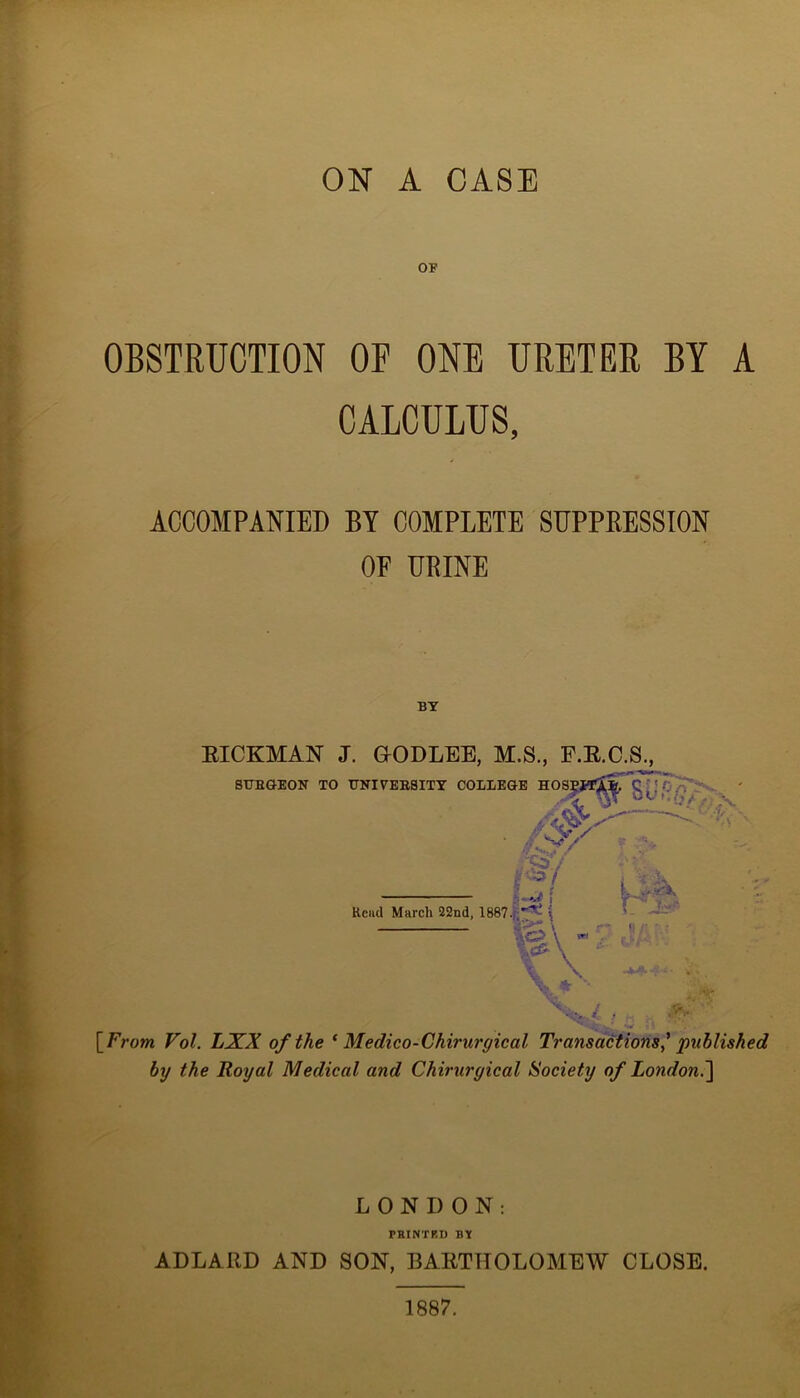 ON A CASE
OF
OBSTRUCTION OF ONE URETER BY A
CALCULUS,
ACCOMPANIED BY COMPLETE SUPPRESSION
OF URINE
BY
RICKMAN J. GODLEE, M.S., F.R.C.S.,
SURGEON TO UNIVERSITY COLLEGE HOSPITAL.
Read March 22nd, 1887.
[From Vol. LXX of the ‘Medico-Chirurgical Transactions,’ published
by the Royal Medical and Chirurgical Society of London.]
LONDON:
PRINTED BY
ADLARD AND SON, BARTHOLOMEW CLOSE.
1887.